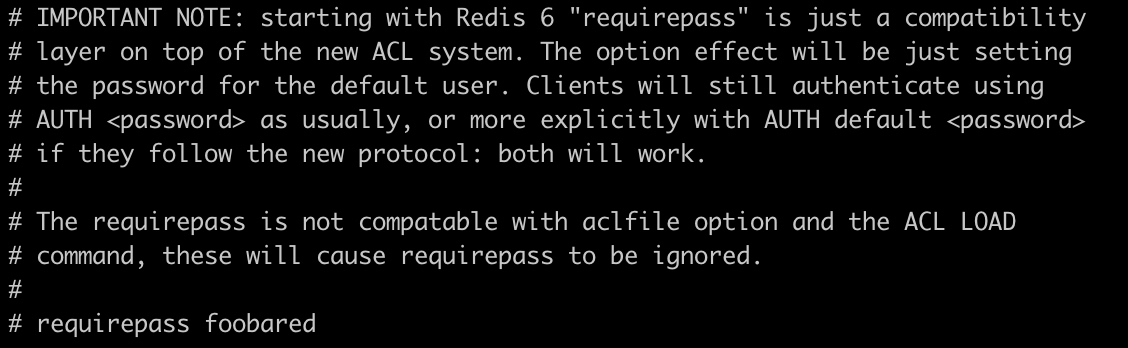 # IMPORTANT NOTE: starting with Redis 6 "requirepass" is just a compatibility
# layer on top of the new ACL system. The option effect will be just setting
# the password for the default user. Clients will still authenticate using
# AUTH <password> as usually, or more explicitly with AUTH default <password>
# if they follow the new protocol: both will work.
#
# The requirepass is not compatable with aclfile option and the ACL LOAD
# command, these will cause requirepass to be ignored.
#
# requirepass foobared